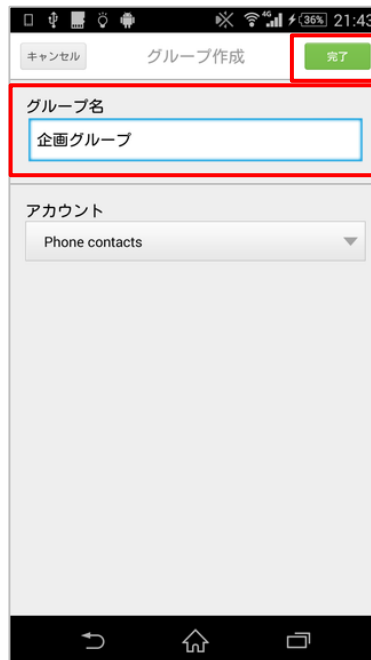 4G 36% 21:43
キャンセル グループ作成 完了
グループ名
企画グループ
アカウント
Phone contacts